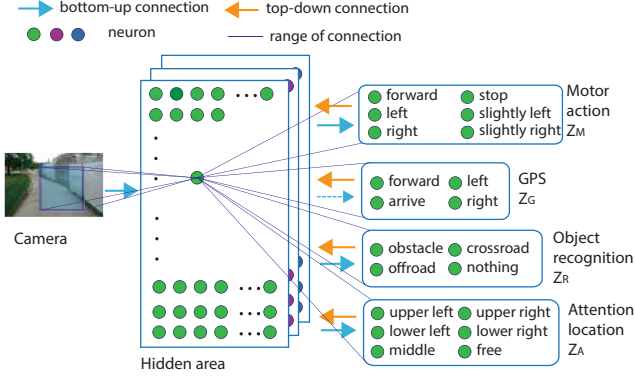 bottom-up connection
top-down connection
neuron
range of connection
forward stop
left slightly left
right slightly right
Motor
action
ZM
forward left
arrive right
GPS
ZG
Camera
obstacle crossroad
offroad nothing
Object
recognition
ZR
upper left upper right
lower left lower right
middle free
Attention
location
ZA
Hidden area